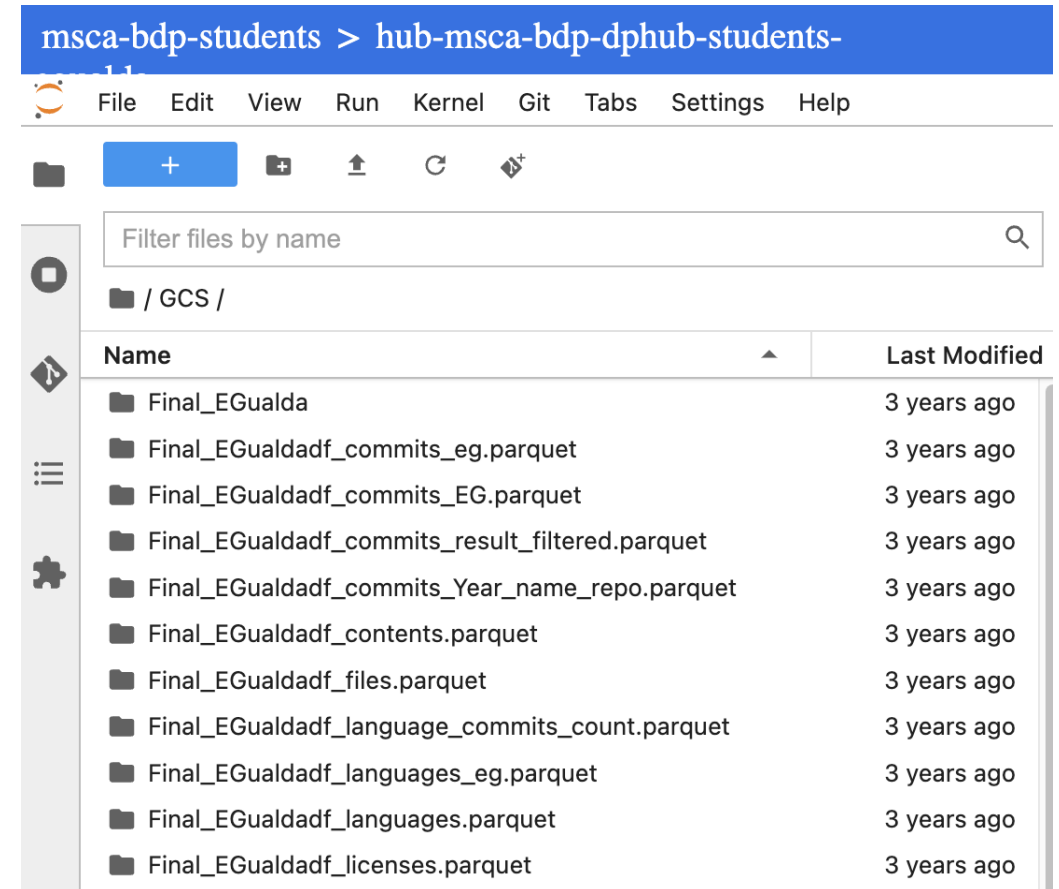 msca-bdp-students > hub-msca-bdp-dphub-students-
File Edit View Run Kernel Git Tabs Settings Help
+
Filter files by name
/ GCS /
Name Last Modified
Final_EGualda 3 years ago
Final_EGualdadf_commits_eg.parquet 3 years ago
Final_EGualdadf_commits_EG.parquet 3 years ago
Final_EGualdadf_commits_result_filtered.parquet 3 years ago
Final_EGualdadf_commits_Year_name_repo.parquet 3 years ago
Final_EGualdadf_contents.parquet 3 years ago
Final_EGualdadf_files.parquet 3 years ago
Final_EGualdadf_language_commits_count.parquet 3 years ago
Final_EGualdadf_languages_eg.parquet 3 years ago
Final_EGualdadf_languages.parquet 3 years ago
Final_EGualdadf_licenses.parquet 3 years ago